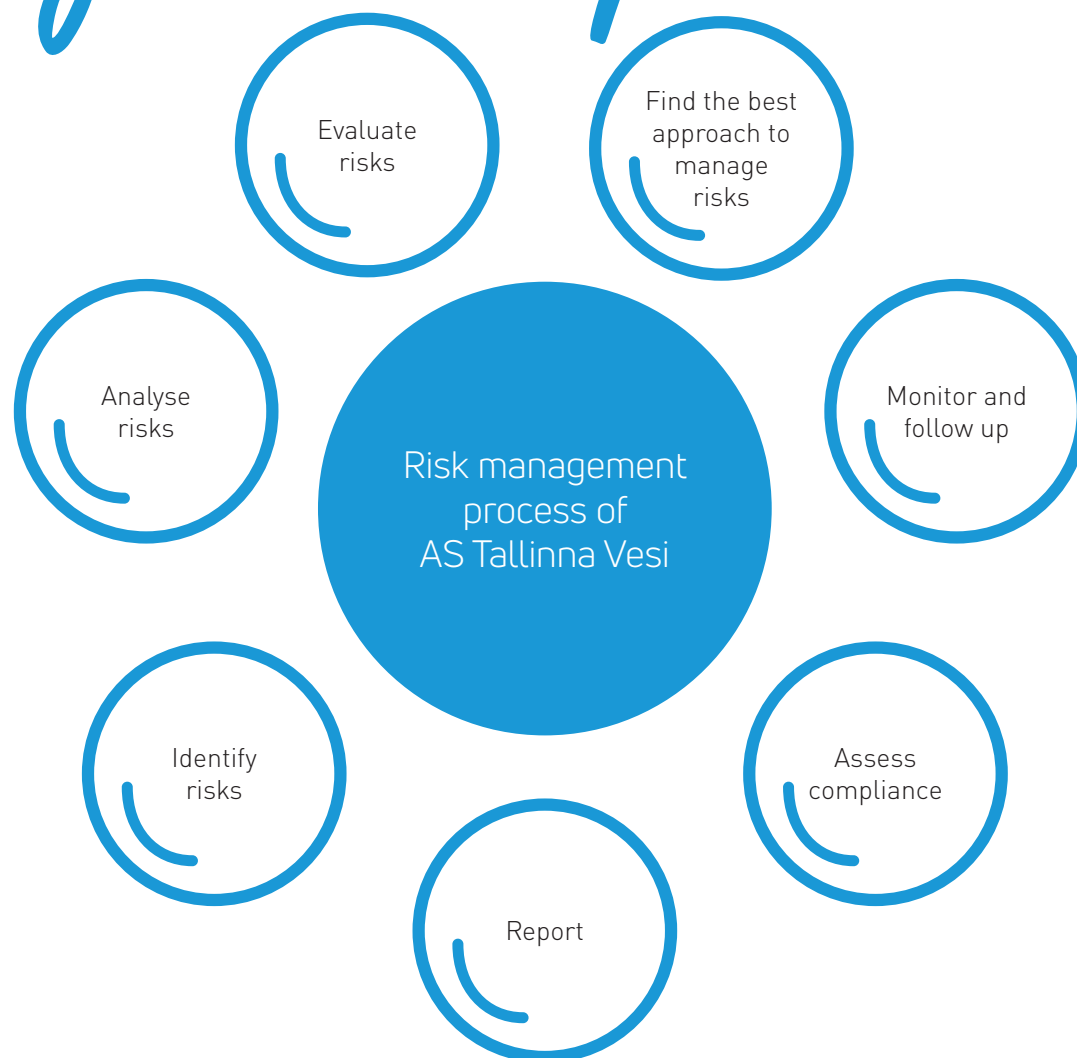 Evaluate
risks
Find the best
approach to
manage
risks
Analyse
risks
Monitor and
follow up
Risk management
process of
AS Tallinna Vesi
Identify
risks
Assess
compliance
Report